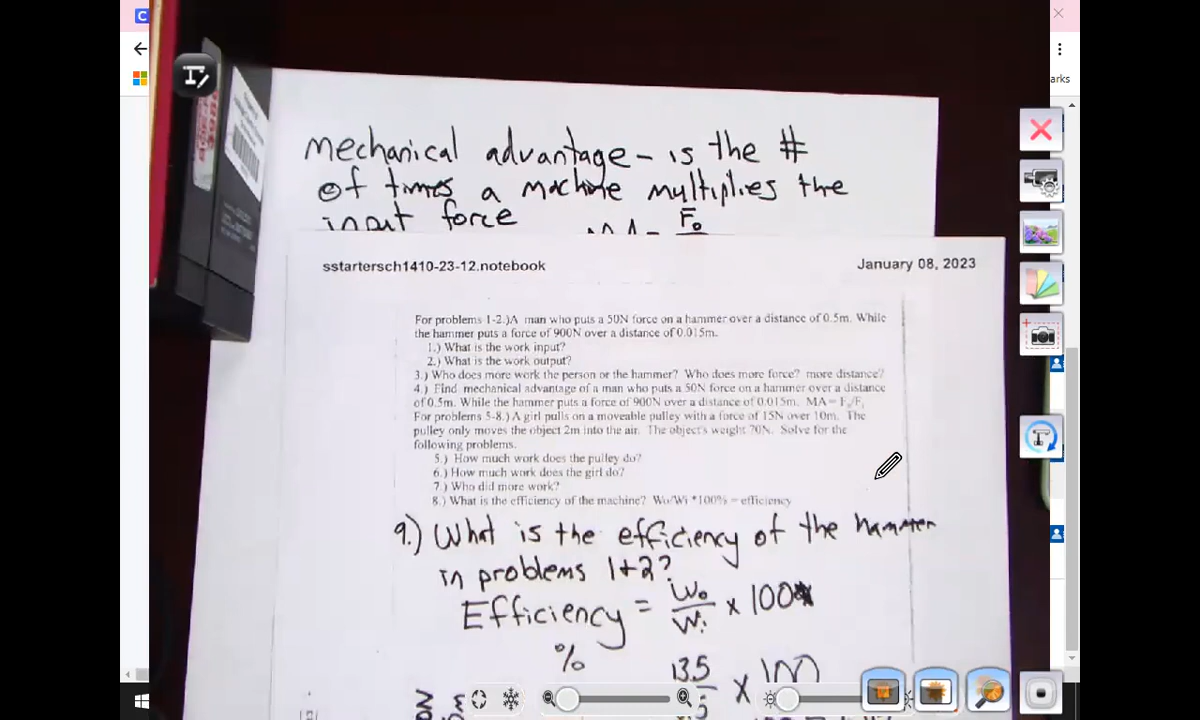 arks
mechanical advantage - is the #
of times a machine multiplies the
input force
MA = Fo
sstartersch1410-23-12.notebook
January 08, 2023
For problems 1-2.)A man who puts a 50N force on a hammer over a distance of 0.5m. While
the hammer puts a force of 900N over a distance of 0.015m.
1.) What is the work input?
2.) What is the work output?
3.) Who does more work the person or the hammer? Who does more force? more distance?
4.) Find mechanical advantage of a man who puts a 50N force on a hammer over a distance
of 0.5m. While the hammer puts a force of 900N over a distance of 0.015m. MA = Fo/Fi
For problems 5-8.) A girl pulls on a moveable pulley with a force of 15N over 10m. The
pulley only moves the object 2m into the air. The object's weight 70N. Solve for the
following problems.
5.) How much work does the pulley do?
6.) How much work does the girl do?
7.) Who did more work?
8.) What is the efficiency of the machine? Wo/Wi *100% = efficiency
9.) What is the efficiency of the hammer
in problems 1+2?
Efficiency = Wo/Wi x 100
%
13.5
x 100